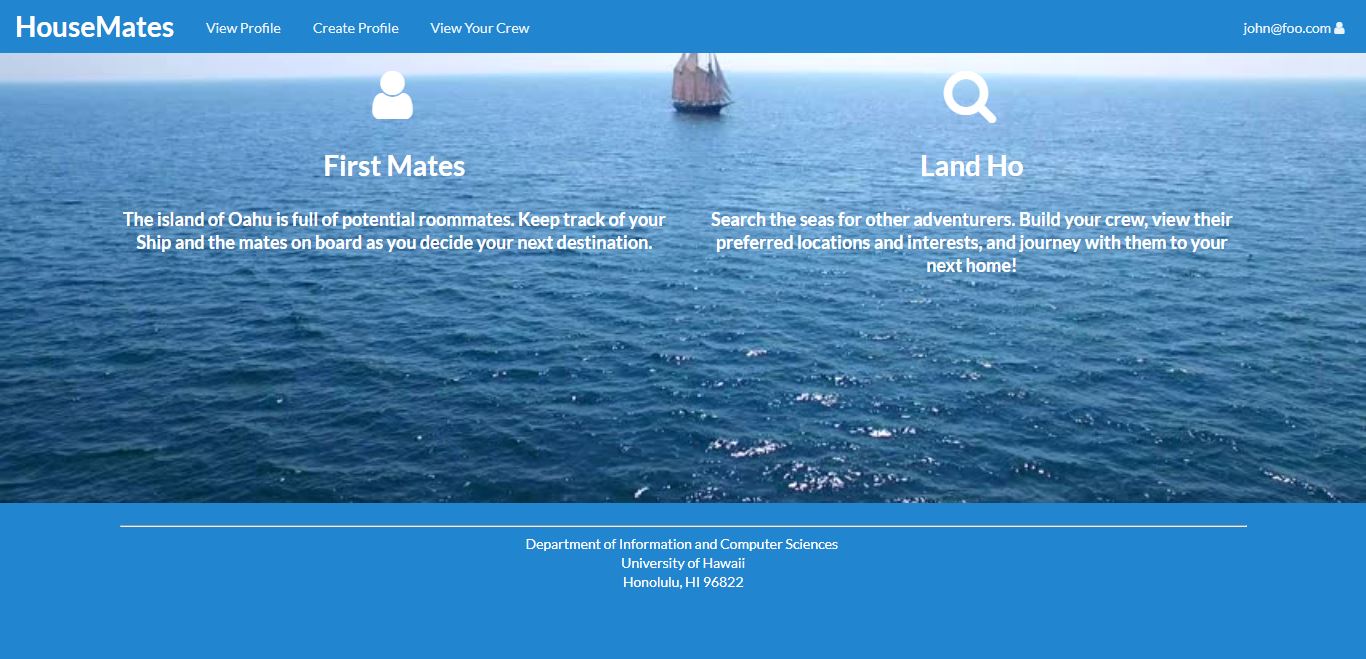 HouseMates View Profile Create Profile View Your Crew john@foo.com
First Mates
The island of Oahu is full of potential roommates. Keep track of your
Ship and the mates on board as you decide your next destination.
Land Ho
Search the seas for other adventurers. Build your crew, view their
preferred locations and interests, and journey with them to your
next home!
Department of Information and Computer Sciences
University of Hawaii
Honolulu, HI 96822